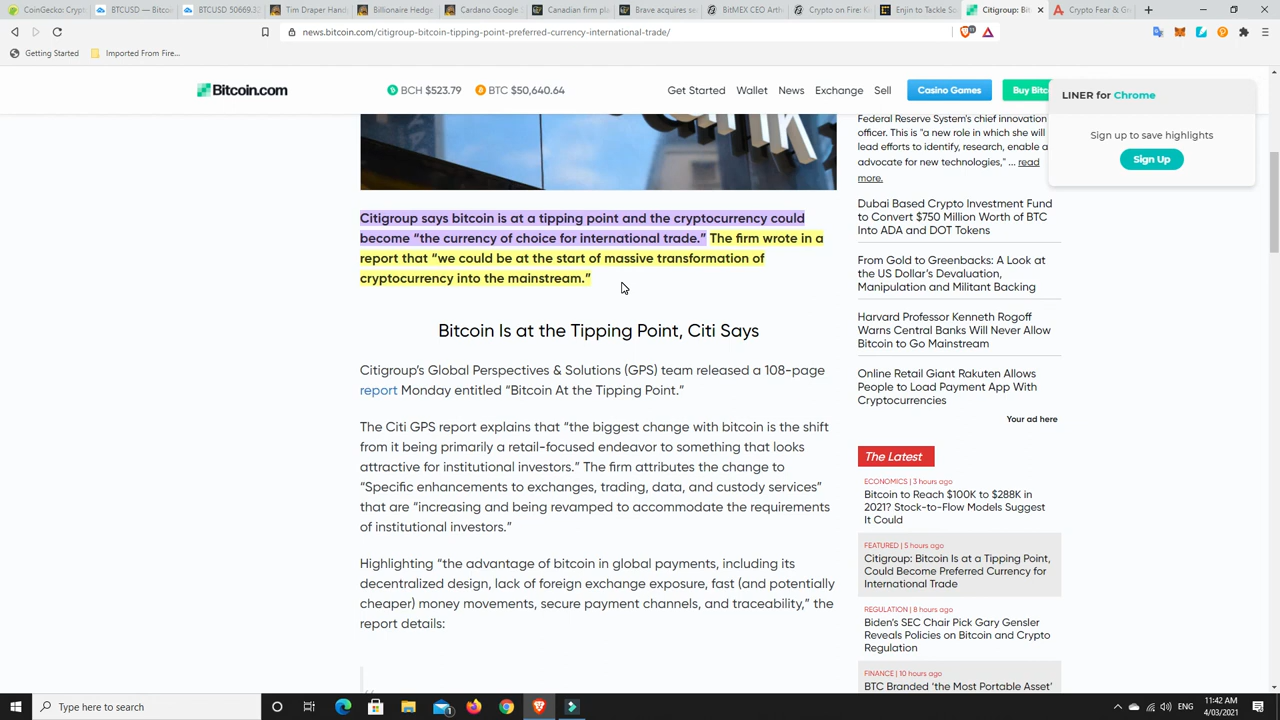 CoinGecko: Crypt
BTCUSD — Bitcoi
BTCUSD 50669.33
Tim Draper Hand
Billionaire Hedge
Cardano Google
Canadian firm pla
Brave acquires se
BitMEX CEO Arth
Crypto on Fire: K
Enjin to Tackle Sc
Citigroup: Bit
Crypto Fear & Gr
news.bitcoin.com/citigroup-bitcoin-tipping-point-preferred-currency-international-trade/
Getting Started
Imported From Fire...
Bitcoin.com
BCH $523.79
BTC $50,640.64
Get Started
Wallet
News
Exchange
Sell
Casino Games
Buy Bitc
LINER for Chrome
Sign up to save highlights
Sign Up
Citigroup says bitcoin is at a tipping point and the cryptocurrency could
become “the currency of choice for international trade.” The firm wrote in a
report that “we could be at the start of massive transformation of
cryptocurrency into the mainstream.”
Bitcoin Is at the Tipping Point, Citi Says
Citigroup’s Global Perspectives & Solutions (GPS) team released a 108-page
report Monday entitled “Bitcoin At the Tipping Point.”
The Citi GPS report explains that “the biggest change with bitcoin is the shift
from it being primarily a retail-focused endeavor to something that looks
attractive for institutional investors.” The firm attributes the change to
“Specific enhancements to exchanges, trading, data, and custody services”
that are “increasing and being revamped to accommodate the requirements
of institutional investors.”
Highlighting “the advantage of bitcoin in global payments, including its
decentralized design, lack of foreign exchange exposure, fast (and potentially
cheaper) money movements, secure payment channels, and traceability,” the
report details:
Federal Reserve System's chief innovation
officer. This is "a new role in which she will
lead efforts to identify, research, enable a
advocate for new technologies," ... read
more.
Dubai Based Crypto Investment Fund
to Convert $750 Million Worth of BTC
Into ADA and DOT Tokens
From Gold to Greenbacks: A Look at
the US Dollar's Devaluation,
Manipulation and Militant Backing
Harvard Professor Kenneth Rogoff
Warns Central Banks Will Never Allow
Bitcoin to Go Mainstream
Online Retail Giant Rakuten Allows
People to Load Payment App With
Cryptocurrencies
Your ad here
The Latest
ECONOMICS | 3 hours ago
Bitcoin to Reach $100K to $288K in
2021? Stock-to-Flow Models Suggest
It Could
FEATURED | 5 hours ago
Citigroup: Bitcoin Is at a Tipping Point,
Could Become Preferred Currency for
International Trade
REGULATION | 8 hours ago
Biden's SEC Chair Pick Gary Gensler
Reveals Policies on Bitcoin and Crypto
Regulation
FINANCE | 10 hours ago
BTC Branded 'the Most Portable Asset'
Type here to search
ENG
11:42 AM
4/03/2021